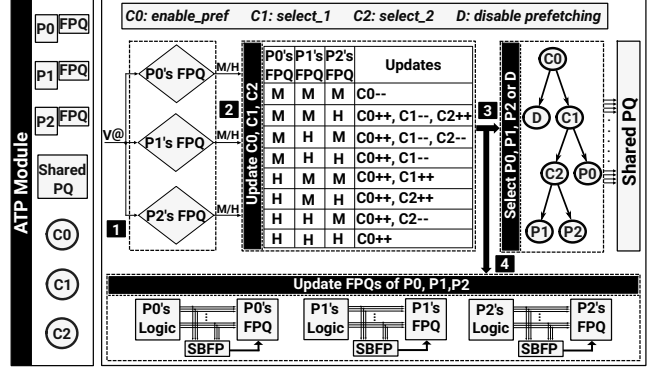 C0: enable_pref C1: select_1 C2: select_2 D: disable prefetching
ATP Module
P0 FPQ
P1 FPQ
P2 FPQ
Shared
PQ
C0
C1
C2
V@
1
P0's FPQ
P1's FPQ
P2's FPQ
M/H
M/H
M/H
2
Update C0, C1, C2
P0's FPQ P1's FPQ P2's FPQ Updates
M M M C0--
M M H C0++, C1--, C2++
M H M C0++, C1--, C2--
M H H C0++, C1--
H M M C0++, C1++
H M H C0++, C2++
H H M C0++, C2--
H H H C0++
3
Select P0, P1, P2 or D
C0
D C1
C2 P0
P1 P2
Shared PQ
4
Update FPQs of P0, P1,P2
P0's Logic
SBFP
P0's FPQ
P1's Logic
SBFP
P1's FPQ
P2's Logic
SBFP
P2's FPQ